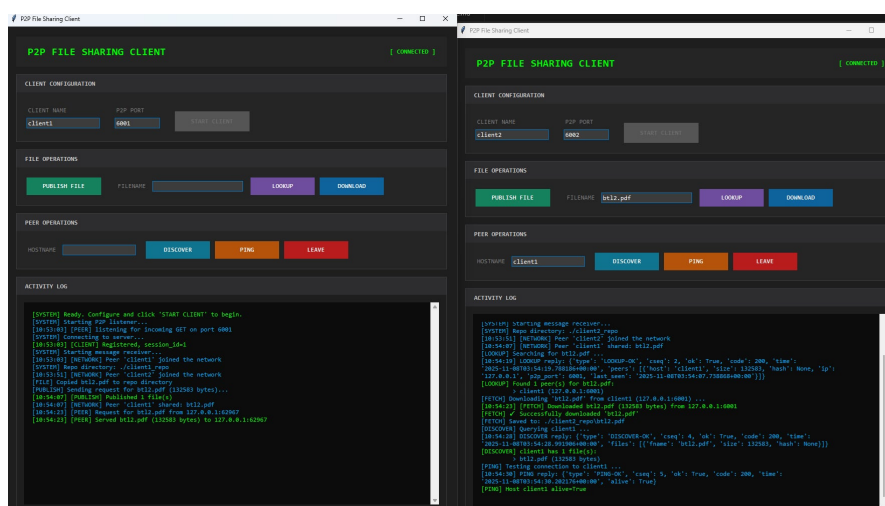 P2P File Sharing Client
P2P FILE SHARING CLIENT
[ CONNECTED ]
CLIENT CONFIGURATION
CLIENT NAME
P2P PORT
client1
6001
START CLIENT
FILE OPERATIONS
PUBLISH FILE
FILENAME
LOOKUP
DOWNLOAD
PEER OPERATIONS
HOSTNAME
DISCOVER
PING
LEAVE
ACTIVITY LOG
[SYSTEM] Ready. Configure and click 'START CLIENT' to begin.
[SYSTEM] Starting P2P listener...
[10:53:03] [PEER] listening for incoming GET on port 6001
[SYSTEM] Connecting to server...
[10:53:03] [CLIENT] Registered, session_id=1
[SYSTEM] Starting message receiver...
[10:53:03] [NETWORK] Peer 'client1' joined the network
[SYSTEM] Repo directory: ./client1_repo
[10:53:51] [NETWORK] Peer 'client2' joined the network
[FILE] Copied btl2.pdf to repo directory
[PUBLISH] Sending request for btl2.pdf (132583 bytes)...
[10:54:07] [PUBLISH] Published 1 file(s)
[10:54:07] [NETWORK] Peer 'client1' shared: btl2.pdf
[10:54:23] [PEER] Request for btl2.pdf from 127.0.0.1:62967
[10:54:23] [PEER] Served btl2.pdf (132583 bytes) to 127.0.0.1:62967
P2P File Sharing Client
P2P FILE SHARING CLIENT
[ CONNECTED ]
CLIENT CONFIGURATION
CLIENT NAME
P2P PORT
client2
6002
START CLIENT
FILE OPERATIONS
PUBLISH FILE
FILENAME
btl2.pdf
LOOKUP
DOWNLOAD
PEER OPERATIONS
HOSTNAME
client1
DISCOVER
PING
LEAVE
ACTIVITY LOG
[SYSTEM] Starting message receiver...
[SYSTEM] Repo directory: ./client2_repo
[10:53:51] [NETWORK] Peer 'client2' joined the network
[10:54:07] [NETWORK] Peer 'client1' shared: btl2.pdf
[LOOKUP] Searching for btl2.pdf ...
[10:54:19] LOOKUP reply: {'type': 'LOOKUP-OK', 'cseq': 2, 'ok': True, 'code': 200, 'time':
'2025-11-08T03:54:19.788186+00:00', 'peers': [{'host': 'client1', 'size': 132583, 'hash': None, 'ip':
'127.0.0.1', 'p2p_port': 6001, 'last_seen': '2025-11-08T03:54:07.738868+00:00'}]}
[LOOKUP] Found 1 peer(s) for btl2.pdf:
> client1 (127.0.0.1:6001)
[FETCH] Downloading 'btl2.pdf' from client1 (127.0.0.1:6001) ...
[10:54:23] [FETCH] Downloaded btl2.pdf (132583 bytes) from 127.0.0.1:6001
[FETCH] ✓ Successfully downloaded 'btl2.pdf'
[FETCH] Saved to: ./client2_repo\btl2.pdf
[DISCOVER] Querying client1 ...
[10:54:28] DISCOVER reply: {'type': 'DISCOVER-OK', 'cseq': 4, 'ok': True, 'code': 200, 'time':
'2025-11-08T03:54:28.991906+00:00', 'files': [{'fname': 'btl2.pdf', 'size': 132583, 'hash': None}]}
[DISCOVER] client1 has 1 file(s):
> btl2.pdf (132583 bytes)
[PING] Testing connection to client1 ...
[10:54:30] PING reply: {'type': 'PING-OK', 'cseq': 5, 'ok': True, 'code': 200, 'time':
'2025-11-08T03:54:30.202176+00:00', 'alive': True}
[PING] Host client1 alive=True